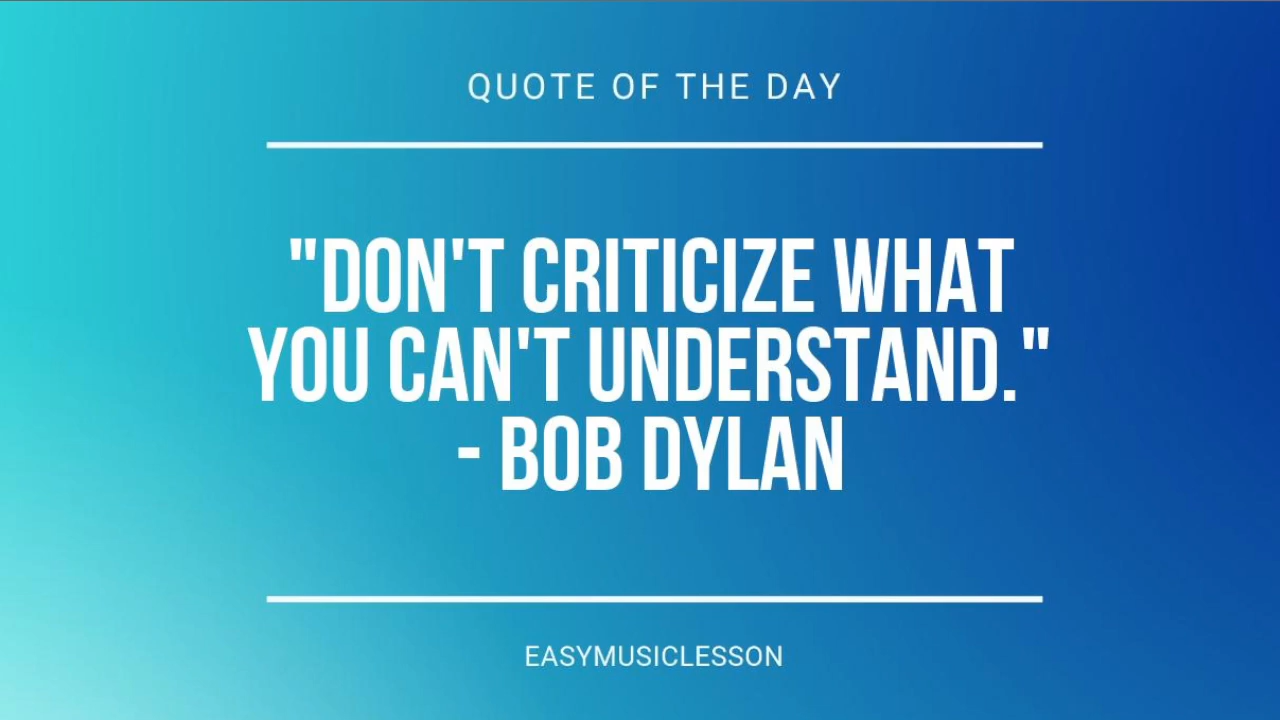 QUOTE OF THE DAY
"DON'T CRITICIZE WHAT
YOU CAN'T UNDERSTAND."
- BOB DYLAN
EASYMUSICLESSON